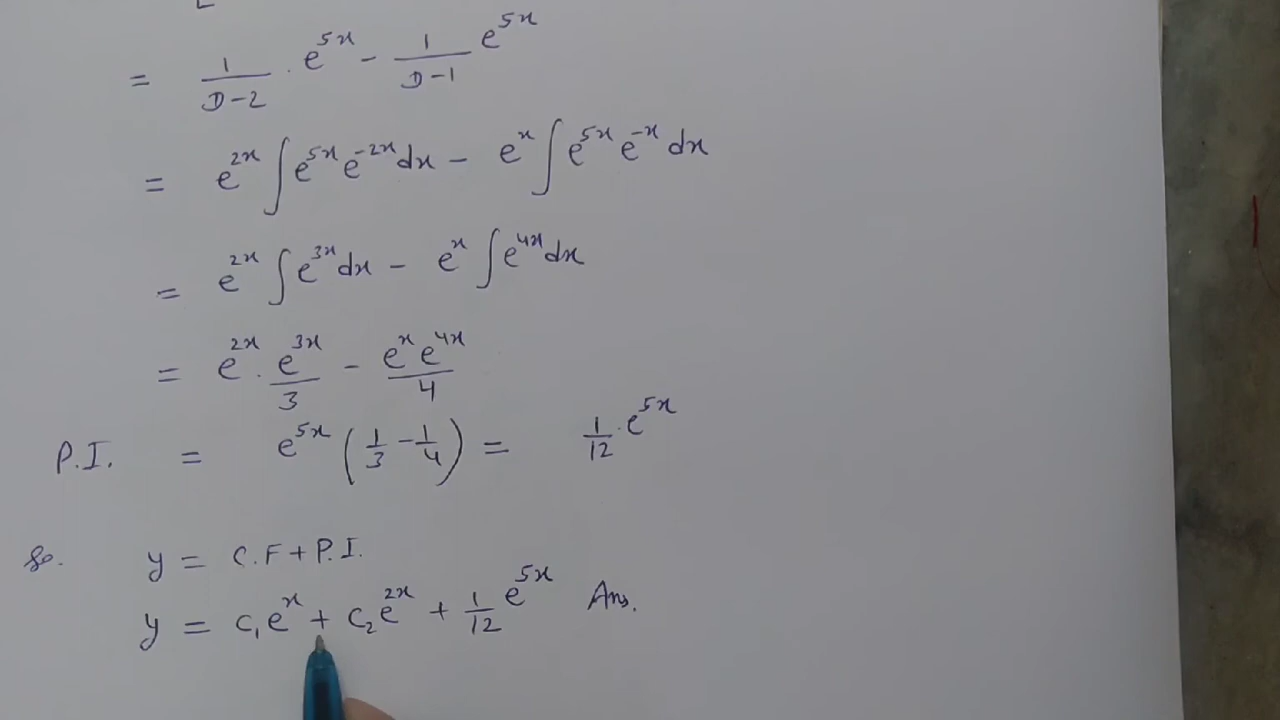 = 1/(D-2) · e^{5x} - 1/(D-1) e^{5x}
= e^{2x} ∫ e^{5x} e^{-2x} dx - e^{x} ∫ e^{5x} e^{-x} dx
= e^{2x} ∫ e^{3x} dx - e^{x} ∫ e^{4x} dx
= e^{2x} · e^{3x}/3 - e^{x} e^{4x}/4
P.I. = e^{5x} (1/3 - 1/4) = 1/12 · e^{5x}
So. y = C.F + P.I.
y = c₁e^{x} + c₂e^{2x} + 1/12 e^{5x} Ans.